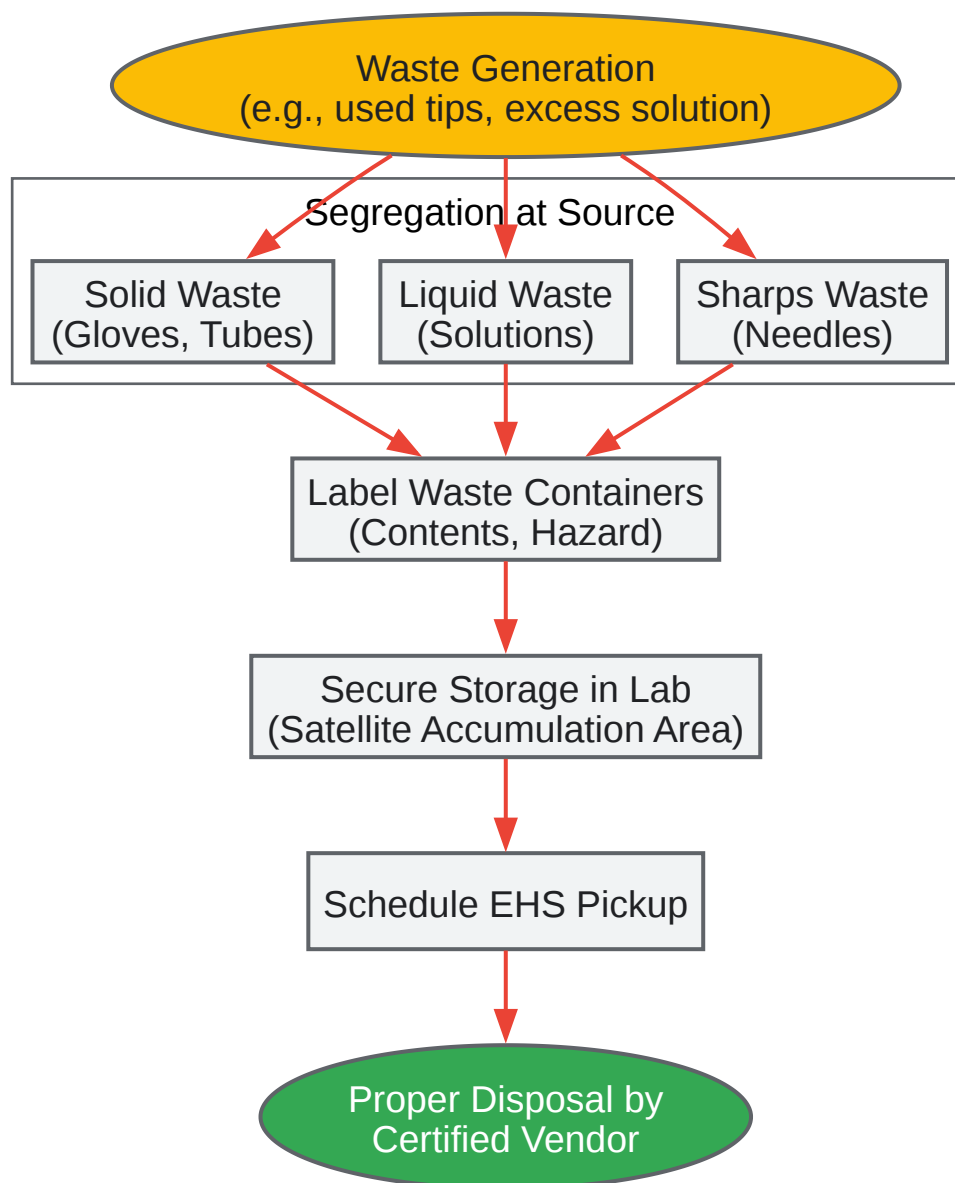 Waste Generation
(e.g., used tips, excess solution)
Segregation at Source
Solid Waste
(Gloves, Tubes)
Liquid Waste
(Solutions)
Sharps Waste
(Needles)
Label Waste Containers
(Contents, Hazard)
Secure Storage in Lab
(Satellite Accumulation Area)
Schedule EHS Pickup
Proper Disposal by
Certified Vendor